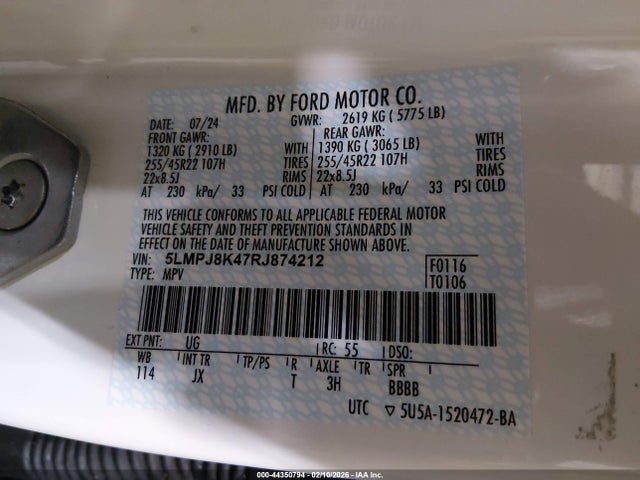 MFD. BY FORD MOTOR CO.
DATE: 07/24 GVWR: 2619 KG ( 5775 LB)
FRONT GAWR: REAR GAWR:
1320 KG ( 2910 LB) WITH 1390 KG ( 3065 LB) WITH
255/45R22 107H TIRES 255/45R22 107H TIRES
22x8.5J RIMS 22x8.5J RIMS
AT 230 kPa/ 33 PSI COLD AT 230 kPa/ 33 PSI COLD
THIS VEHICLE CONFORMS TO ALL APPLICABLE FEDERAL MOTOR
VEHICLE SAFETY, BUMPER, AND THEFT PREVENTION STANDARDS IN
EFFECT ON THE DATE OF MANUFACTURE SHOWN ABOVE.
VIN: 5LMPJ8K47RJ874212 F0116
TYPE: MPV T0106
EXT PNT: UG RC: 55 DSO:
WB INT TR TP/PS R AXLE TR SPR
114 JX T 3H BBBB
UTC ▽ 5U5A-1520472-BA
000-44350794 - 02/10/2026 - IAA Inc.